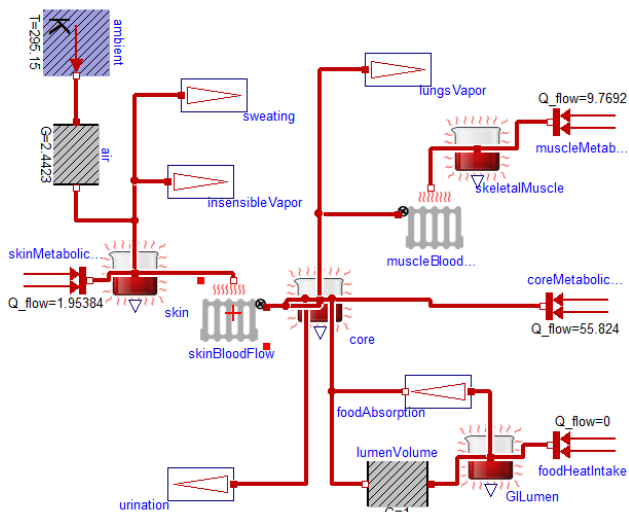 K
T=295.15
ambient
G=2.4423
air
sweating
insensibleVapor
lungsVapor
Q_flow=9.7692
muscleMetab...
skeletalMuscle
muscleBlood...
skinMetabolic...
Q_flow=1.95384
skin
skinBloodFlow
core
coreMetabolic...
Q_flow=55.824
foodAbsorption
Q_flow=0
foodHeatIntake
lumenVolume
GILumen
urination
G=1